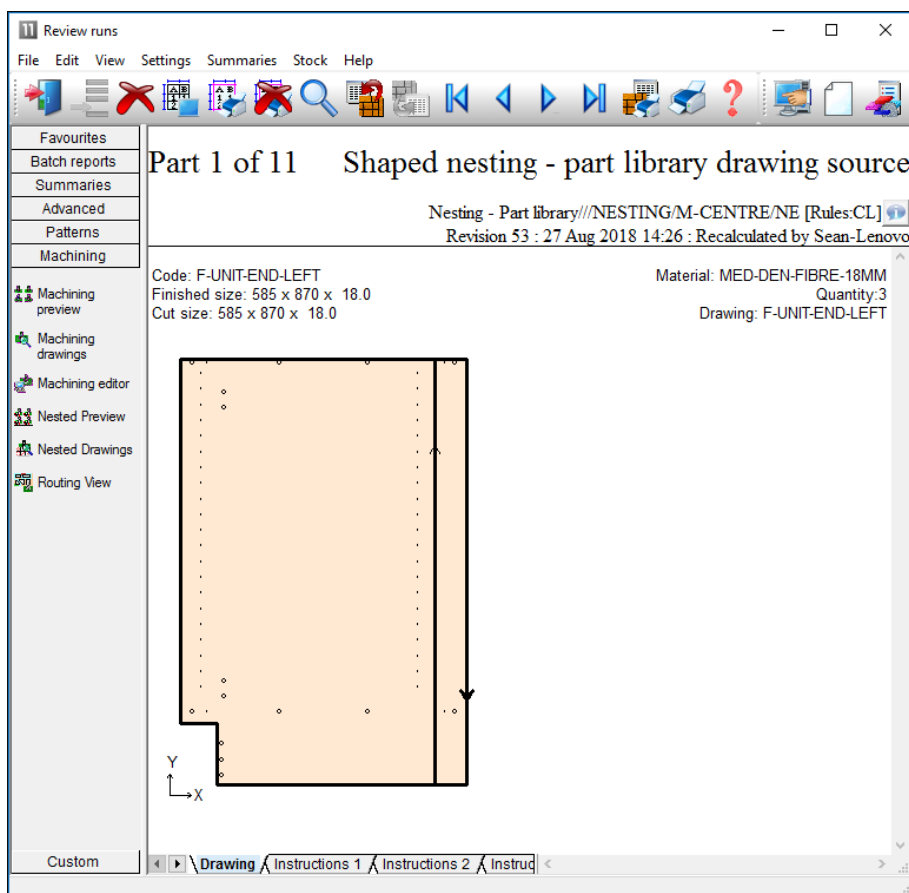 Review runs
File Edit View Settings Summaries Stock Help
Favourites
Batch reports
Summaries
Advanced
Patterns
Machining
Machining
preview
Machining
drawings
Machining editor
Nested Preview
Nested Drawings
Routing View
Custom
Part 1 of 11 Shaped nesting - part library drawing source
Nesting - Part library///NESTING/M-CENTRE/NE [Rules:CL]
Revision 53 : 27 Aug 2018 14:26 : Recalculated by Sean-Lenovo
Code: F-UNIT-END-LEFT
Finished size: 585 x 870 x 18.0
Cut size: 585 x 870 x 18.0
Material: MED-DEN-FIBRE-18MM
Quantity:3
Drawing: F-UNIT-END-LEFT
Y
X
Drawing Instructions 1 Instructions 2 Instruc